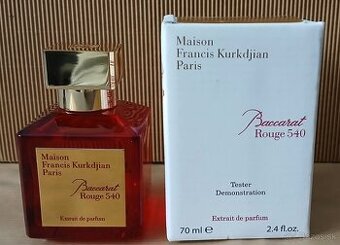 Maison
Francis Kurkdjian
Paris
Baccarat
Rouge 540
Extrait de parfum
Maison
Francis Kurkdjian
Paris
Baccarat
Rouge 540
Tester
Demonstration
Extrait de parfum
70 ml e 2.4 fl.oz.